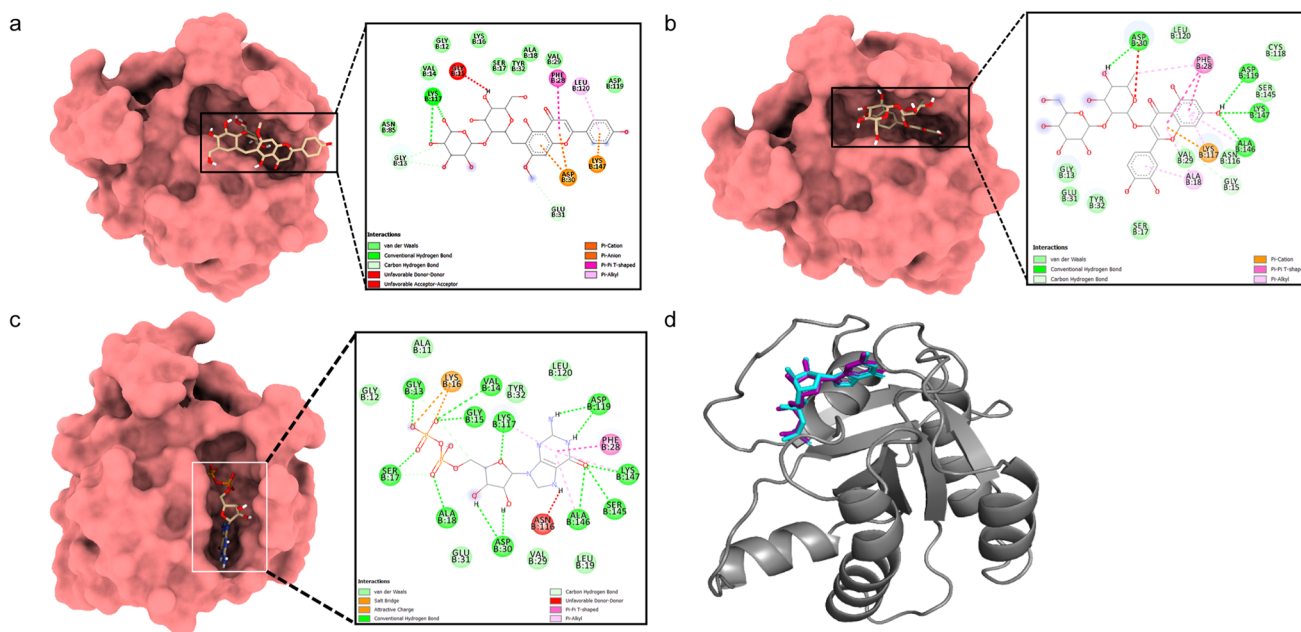 a
GLY
B:12
LYS
B:16
ALA
B:18
VAL
B:29
VAL
B:14
SER
B:17
TYR
B:32
PHE
B:28
LEU
B:120
ASP
B:119
LYS
B:117
ASN
B:85
GLY
B:13
ASP
B:30
LYS
B:147
GLU
B:31
Interactions
van der Waals
Conventional Hydrogen Bond
Carbon Hydrogen Bond
Unfavorable Donor-Donor
Unfavorable Acceptor-Acceptor
Pi-Cation
Pi-Anion
Pi-Pi T-shaped
Pi-Alkyl
b
ASP
B:30
LEU
B:120
CYS
B:118
PHE
B:28
ASP
B:119
SER
B:145
LYS
B:147
H
H
VAL
B:29
LYS
B:117
ASN
B:116
ALA
B:146
GLY
B:13
ALA
B:18
GLY
B:15
GLU
B:31
TYR
B:32
SER
B:17
Interactions
van der Waals
Conventional Hydrogen Bond
Carbon Hydrogen Bond
Pi-Cation
Pi-Pi T-shap
Pi-Alkyl
c
ALA
B:11
LEU
B:120
GLY
B:12
GLY
B:13
LYS
B:16
VAL
B:14
TYR
B:32
ASP
B:119
GLY
B:15
LYS
B:117
PHE
B:28
SER
B:17
LYS
B:147
ALA
B:18
ASN
B:116
ALA
B:146
SER
B:145
GLU
B:31
ASP
B:30
VAL
B:29
LEU
B:19
Interactions
van der Waals
Salt Bridge
Attractive Charge
Conventional Hydrogen Bond
Carbon Hydrogen Bond
Unfavorable Donor-Donor
Pi-Pi T-shaped
Pi-Alkyl
d